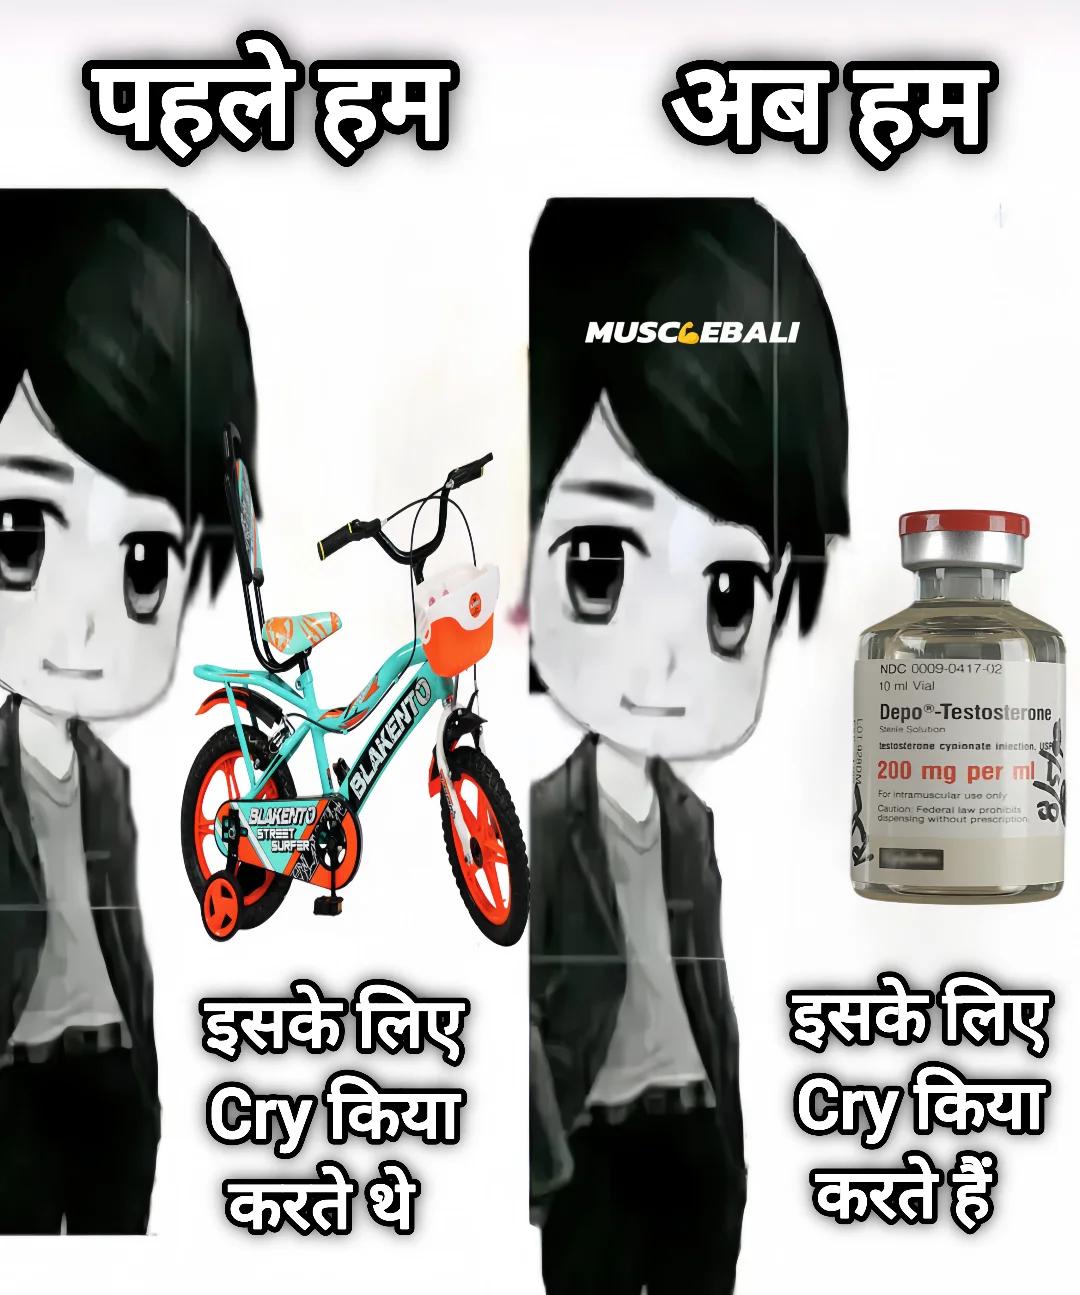 पहले हम
अब हम
MUSCLEBALI
BLAKENTO
BLAKENTO
STREET
SURFER
NDC 0009-0417-02
10 ml Vial
Depo®-Testosterone
Sterile Solution
testosterone cypionate injection, USP
200 mg per ml
For intramuscular use only
Caution: Federal law prohibits
dispensing without prescription
इसके लिए
Cry किया
करते थे
इसके लिए
Cry किया
करते हैं